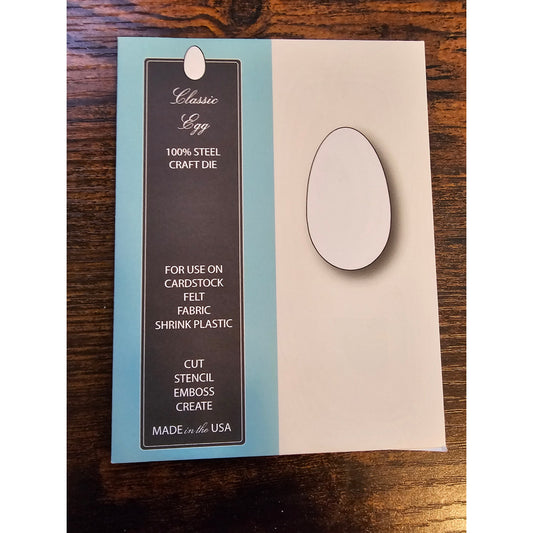 Classic
Egg
100% STEEL
CRAFT DIE
FOR USE ON
CARDSTOCK
FELT
FABRIC
SHRINK PLASTIC
CUT
STENCIL
EMBOSS
CREATE
MADE in the USA